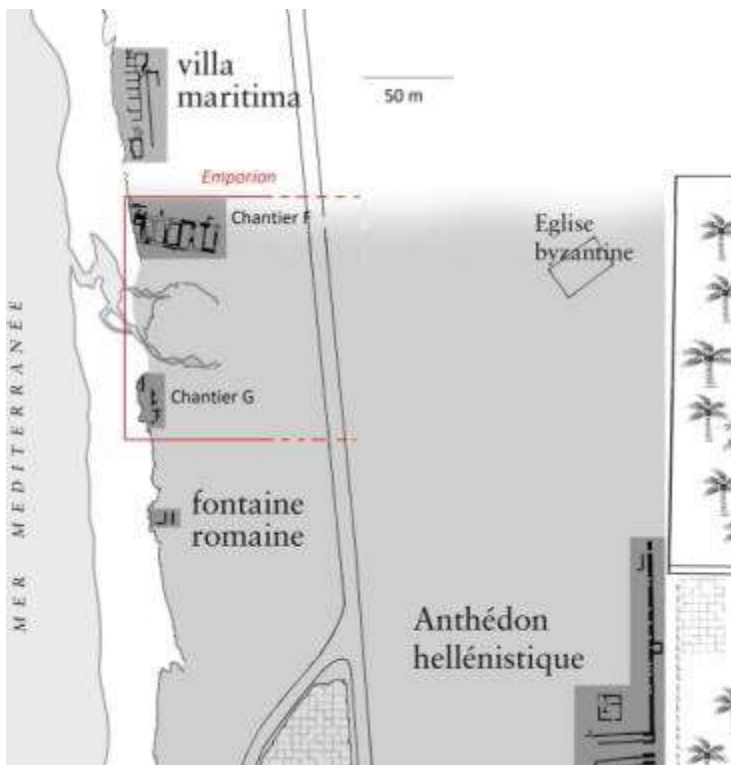 villa
maritima
50 m
Emporion
Chantier F
Eglise
byzantine
MER MEDITERRANÉE
Chantier G
fontaine
romaine
Anthédon
hellénistique